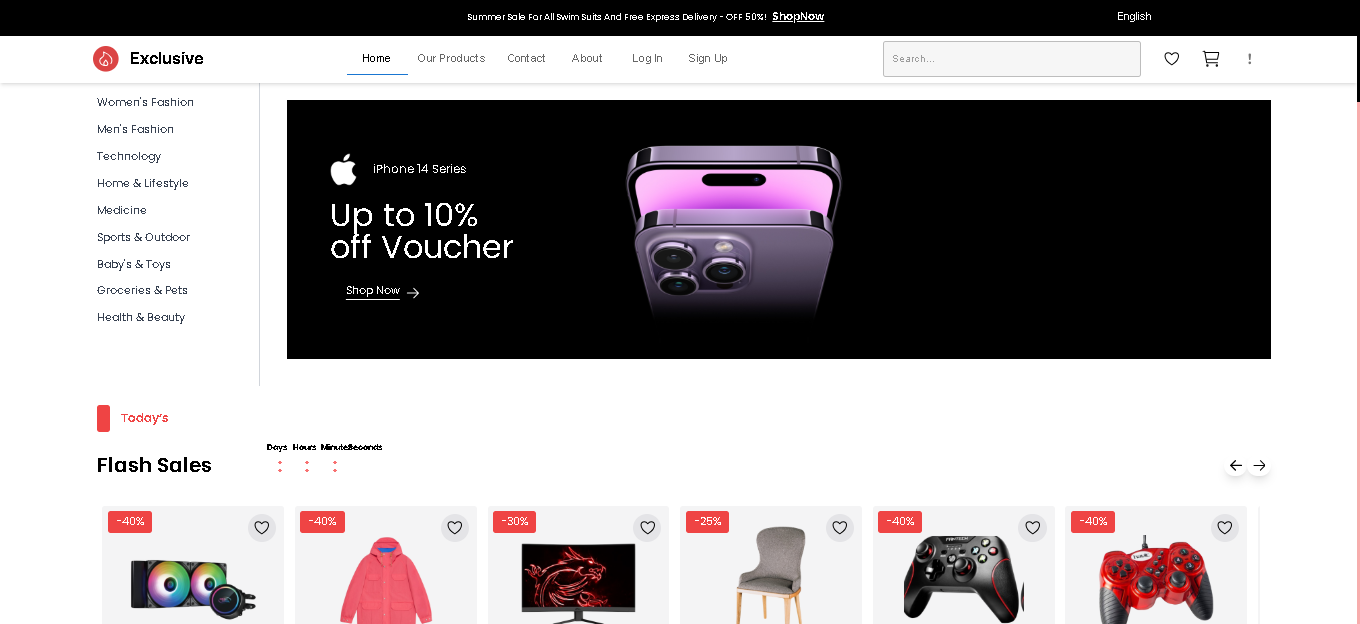 Summer Sale For All Swim Suits And Free Express Delivery - OFF 50%! ShopNow
English
Exclusive
Home
Our Products
Contact
About
Log In
Sign Up
Search...
Women's Fashion
Men's Fashion
Technology
Home & Lifestyle
Medicine
Sports & Outdoor
Baby's & Toys
Groceries & Pets
Health & Beauty
iPhone 14 Series
Up to 10%
off Voucher
Shop Now
Today's
Flash Sales
Days Hours Minutes Seconds
: : :
-40%
-40%
-30%
-25%
-40%
-40%
FANTECH